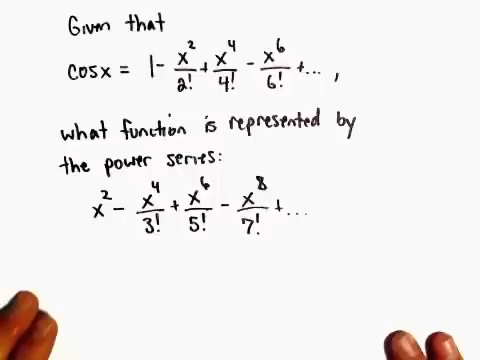 Given that
cosx = 1 - x²/2! + x⁴/4! - x⁶/6! + ... ,
what function is represented by
the power series:
x² - x⁴/3! + x⁶/5! - x⁸/7! + ...